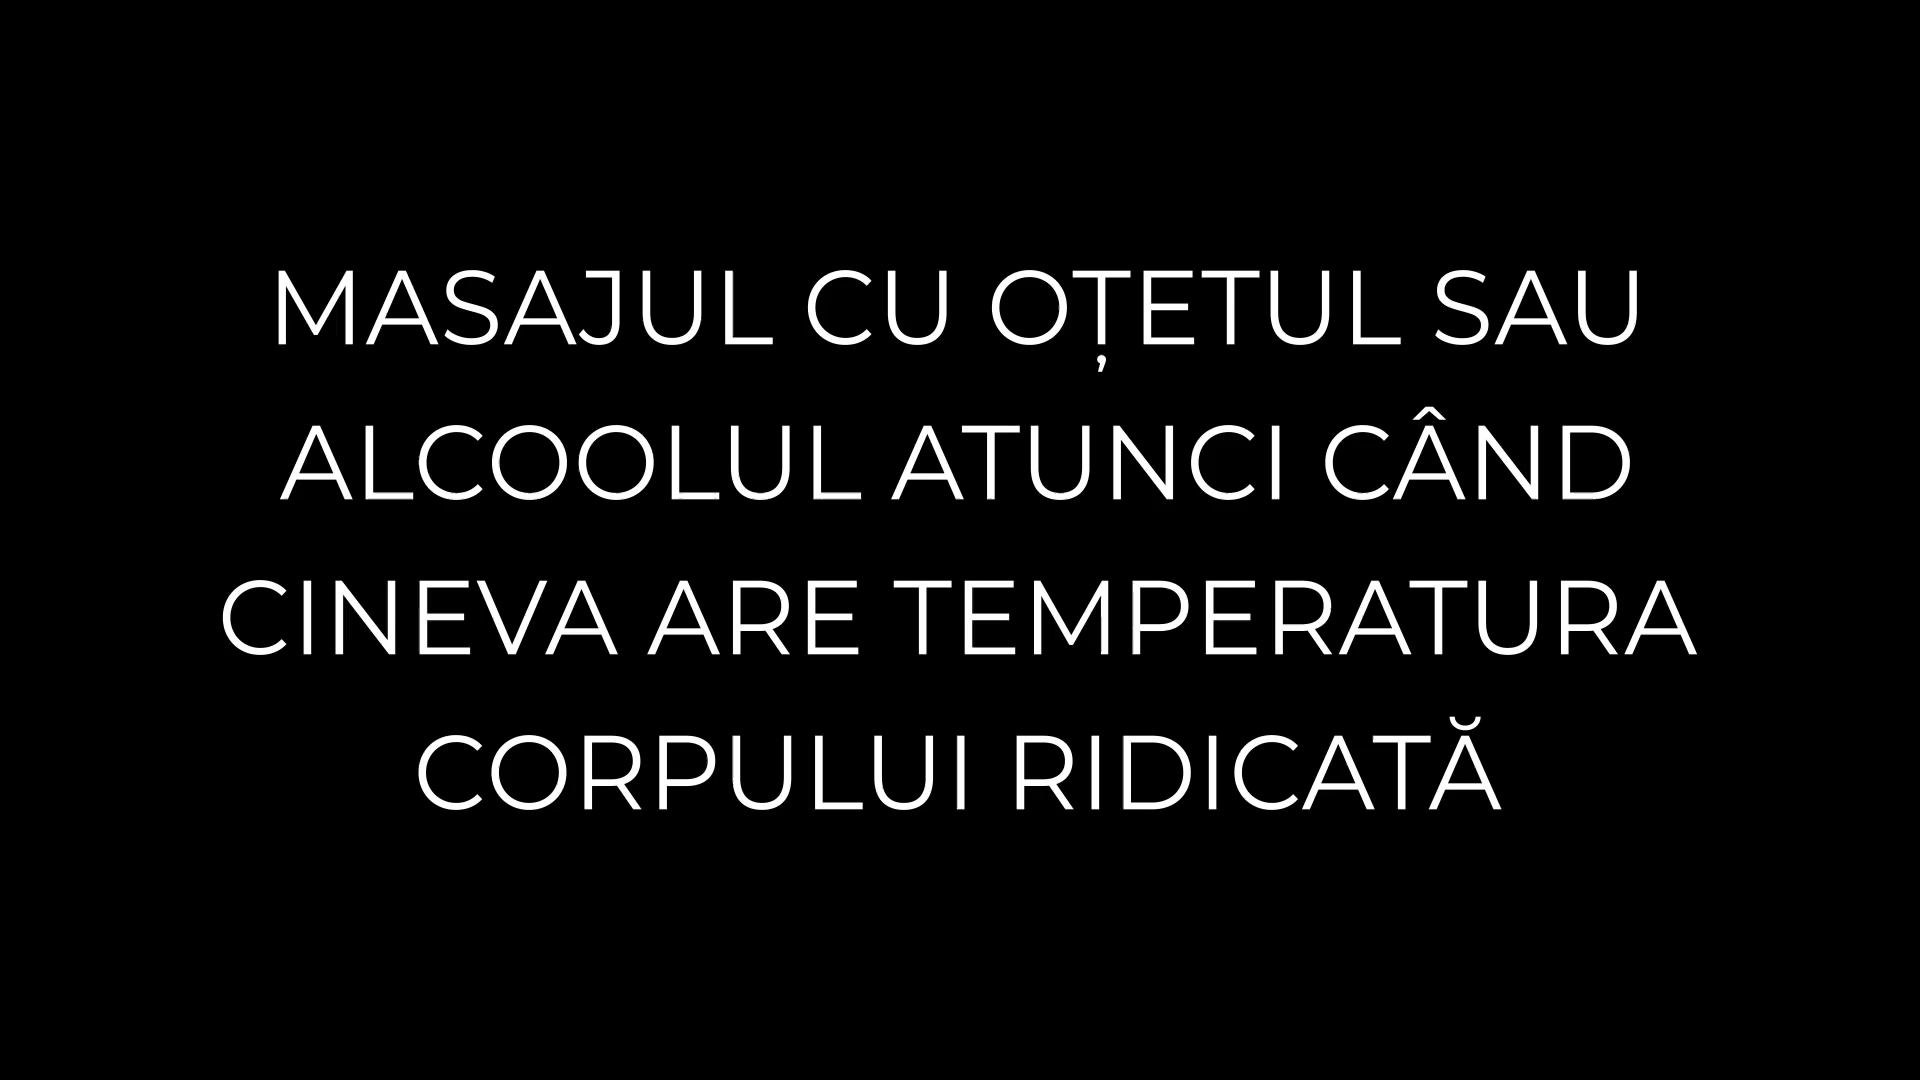 MASAJUL CU OȚETUL SAU
ALCOOLUL ATUNCI CÂND
CINEVA ARE TEMPERATURA
CORPULUI RIDICATĂ